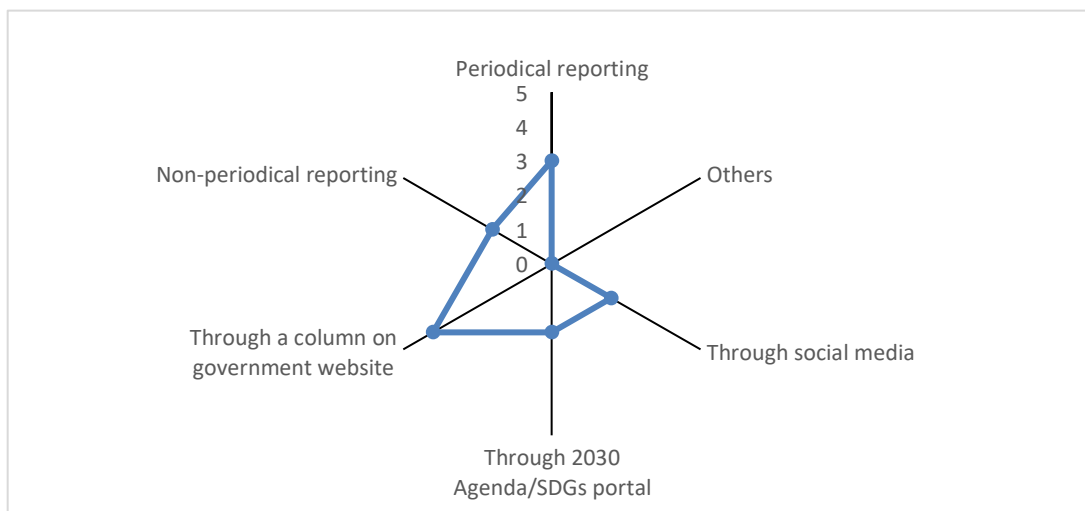 Periodical reporting
5
4
3
2
1
0
Non-periodical reporting
Others
Through a column on
government website
Through social media
Through 2030
Agenda/SDGs portal